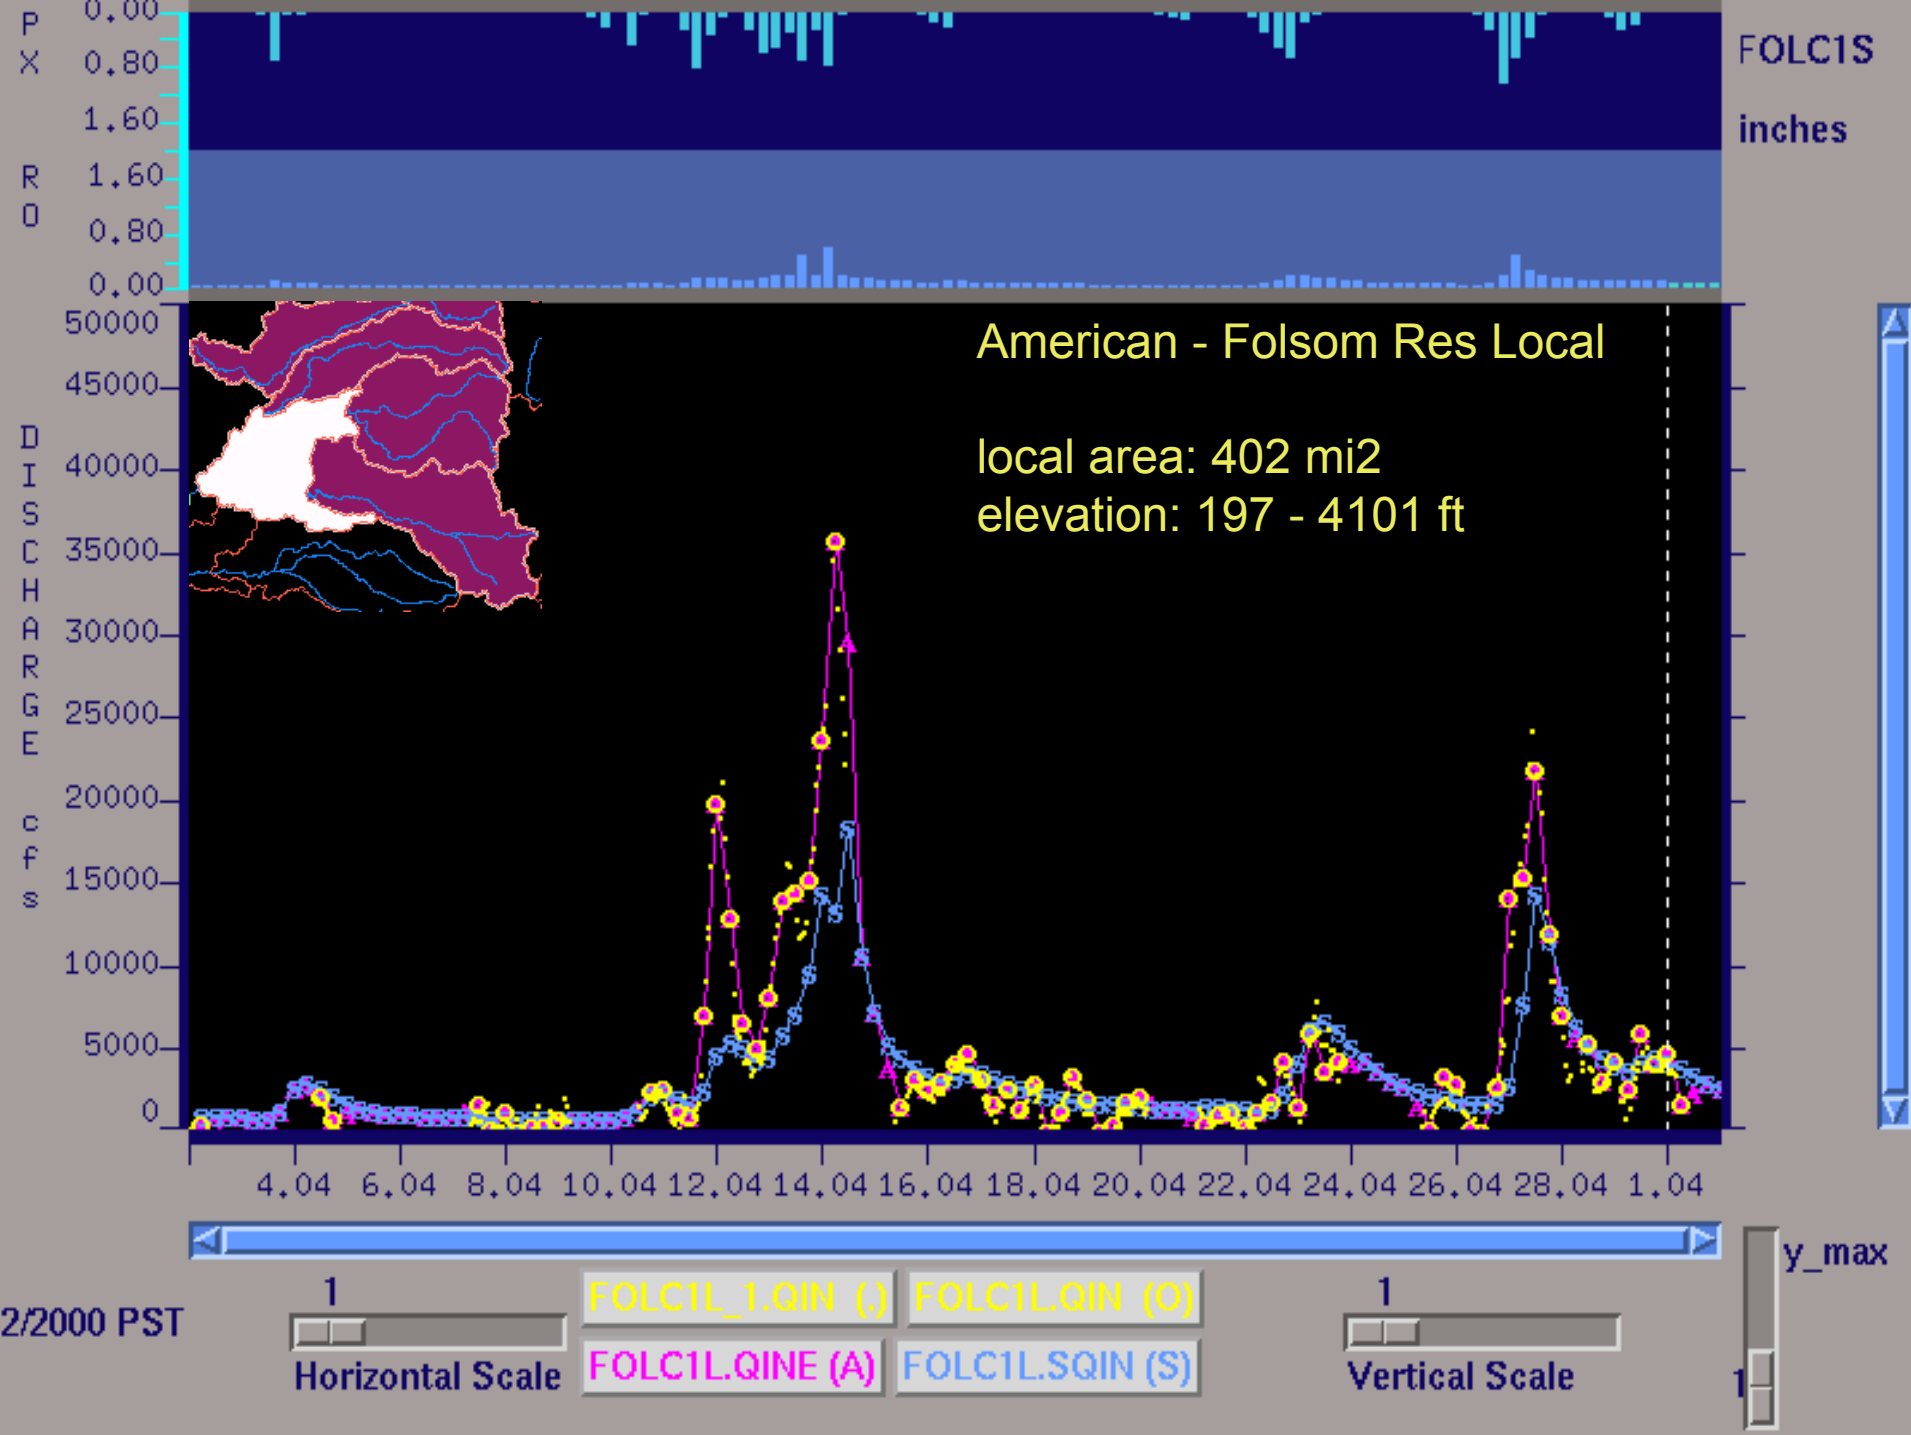 P
X
0.00
0.80
1.60
FOLC1S
inches
R
O
1.60
0.80
0.00
American - Folsom Res Local
local area: 402 mi2
elevation: 197 - 4101 ft
DISCHARGE cfs
50000
45000
40000
35000
30000
25000
20000
15000
10000
5000
0
4.04 6.04 8.04 10.04 12.04 14.04 16.04 18.04 20.04 22.04 24.04 26.04 28.04 1.04
2/2000 PST
1
Horizontal Scale
FOLC1L_1.QIN (.) FOLC1L.QIN (O)
FOLC1L.QINE (A) FOLC1L.SQIN (S)
1
Vertical Scale
y_max
1